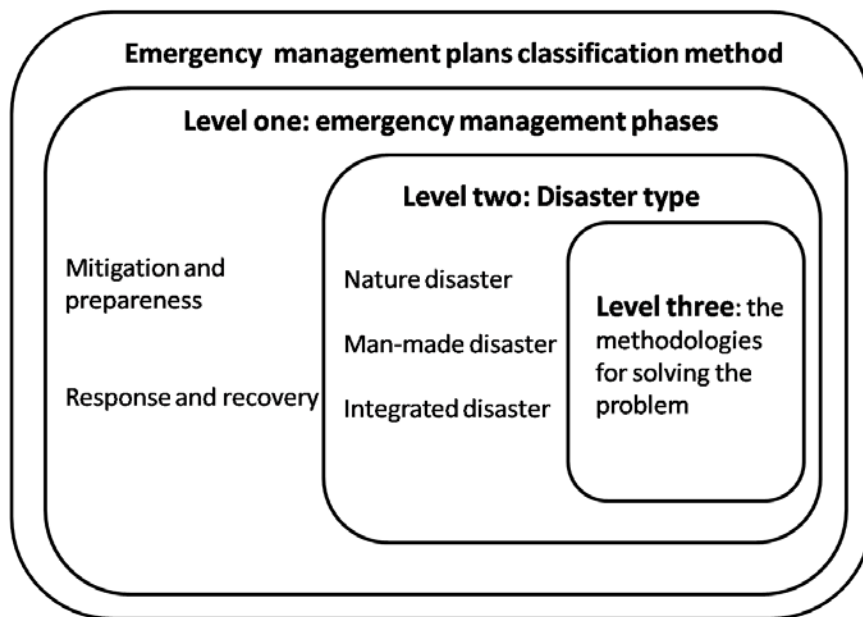 Emergency management plans classification method
Level one: emergency management phases
Level two: Disaster type
Mitigation and
prepareness
Response and recovery
Nature disaster
Man-made disaster
Integrated disaster
Level three: the
methodologies
for solving the
problem